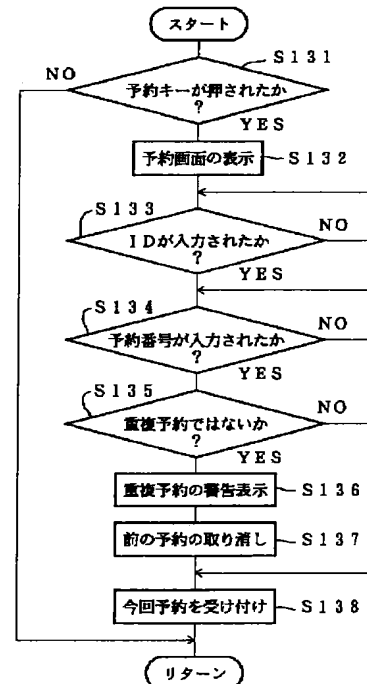 スタート
S131
NO
予約キーが押されたか
?
YES
予約画面の表示
S132
S133
IDが入力されたか
?
NO
YES
S134
予約番号が入力されたか
?
NO
YES
S135
重複予約ではないか
?
NO
YES
重複予約の警告表示
S136
前の予約の取り消し
S137
今回予約を受け付け
S138
リターン